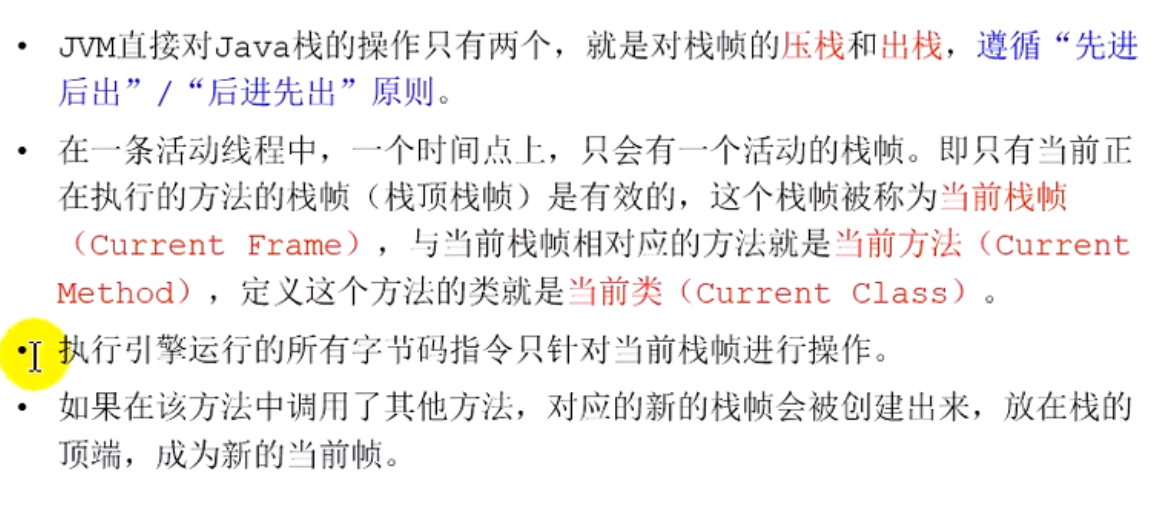 • JVM直接对Java栈的操作只有两个，就是对栈帧的压栈和出栈，遵循“先进
后出”/“后进先出”原则。
• 在一条活动线程中，一个时间点上，只会有一个活动的栈帧。即只有当前正
在执行的方法的栈帧（栈顶栈帧）是有效的，这个栈帧被称为当前栈帧
（Current Frame），与当前栈帧相对应的方法就是当前方法（Current
Method），定义这个方法的类就是当前类（Current Class）。
• 执行引擎运行的所有字节码指令只针对当前栈帧进行操作。
• 如果在该方法中调用了其他方法，对应的新的栈帧会被创建出来，放在栈的
顶端，成为新的当前帧。